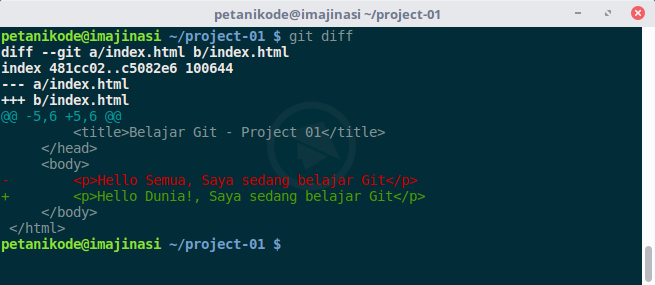 petanikode@imajinasi ~/project-01
petanikode@imajinasi ~/project-01 $ git diff
diff --git a/index.html b/index.html
index 481cc02..c5082e6 100644
--- a/index.html
+++ b/index.html
@@ -5,6 +5,6 @@
        <title>Belajar Git - Project 01</title>
    </head>
    <body>
-       <p>Hello Semua, Saya sedang belajar Git</p>
+       <p>Hello Dunia!, Saya sedang belajar Git</p>
    </body>
</html>
petanikode@imajinasi ~/project-01 $